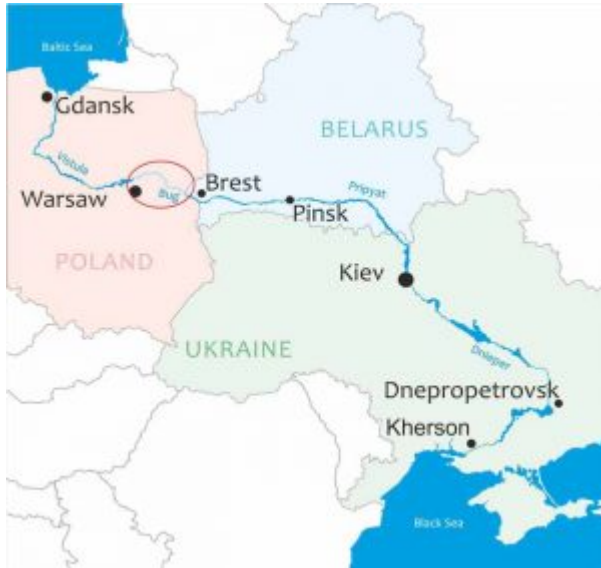 Baltic Sea
Gdansk
BELARUS
Vistula
Brest
Pripyat
Warsaw
Bug
Pinsk
POLAND
Kiev
UKRAINE
Dnieper
Dnepropetrovsk
Kherson
Black Sea